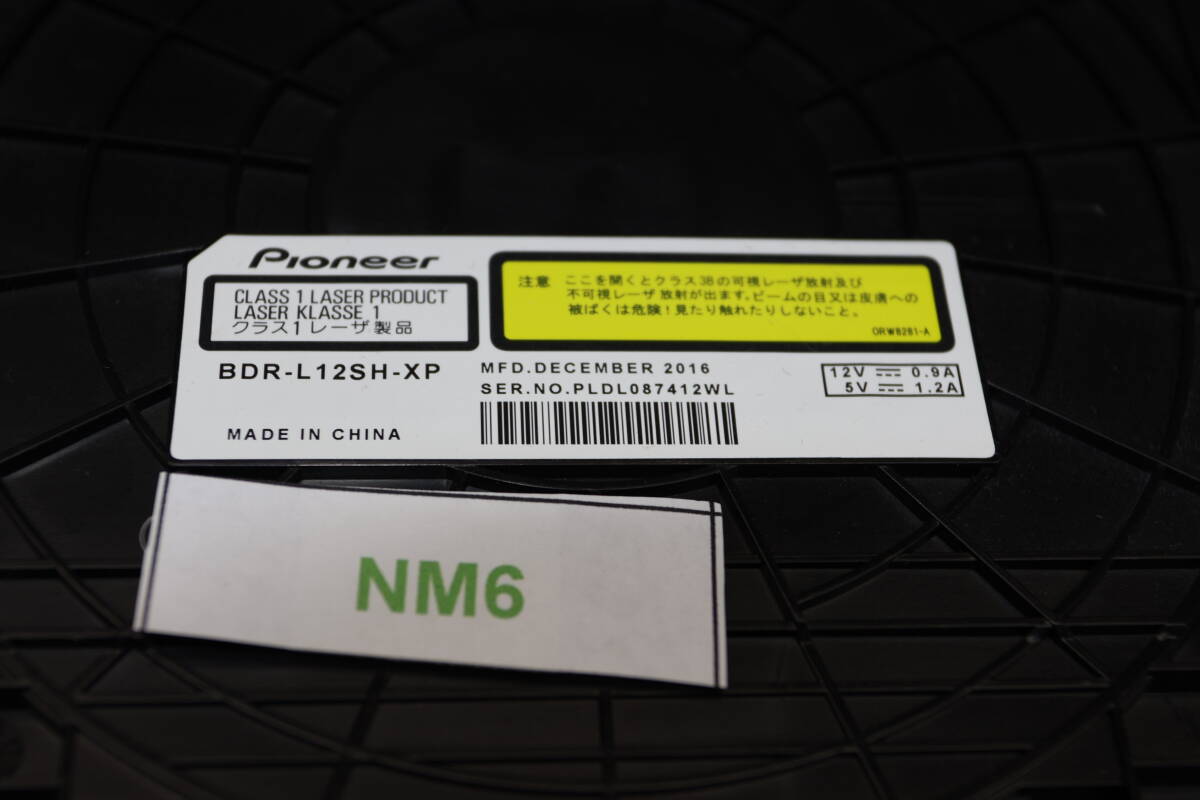 Pioneer
CLASS 1 LASER PRODUCT
LASER KLASSE 1
クラス1 レーザ製品
注意 ここを開くとクラス3Bの可視レーザ放射及び
不可視レーザ放射が出ます。ビームの目又は皮膚への
被ばくは危険!見たり触れたりしないこと。
ORW8281-A
BDR-L12SH-XP
MFD.DECEMBER 2016
SER.NO.PLDL087412WL
12V ⎓ 0.9A
5V ⎓ 1.2A
MADE IN CHINA
NM6